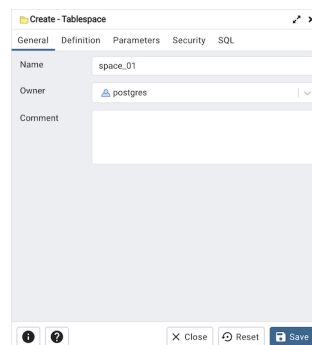 Create - Tablespace
General Definition Parameters Security SQL
Name space_01
Owner postgres
Comment
Close Reset Save